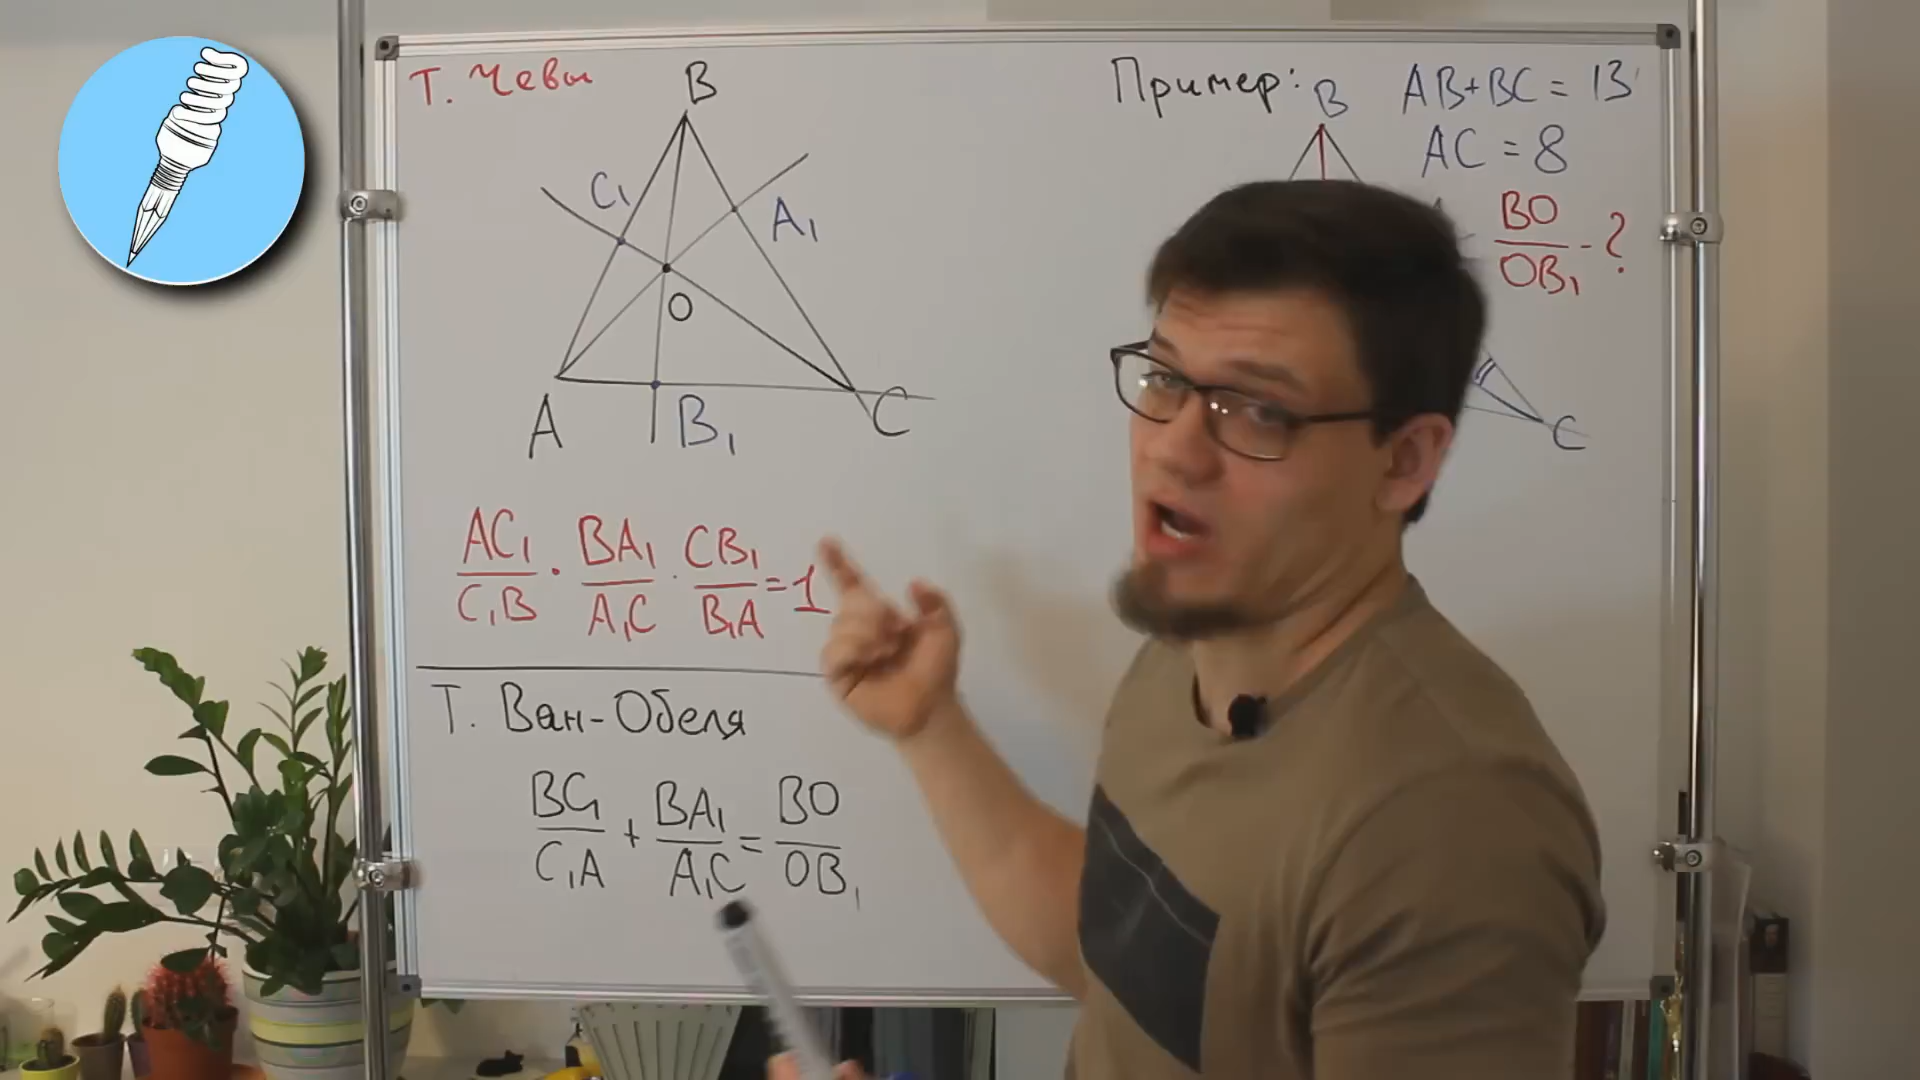 Т. Чевы
B
C₁
A₁
O
A
B₁
C
AC₁/C₁B · BA₁/A₁C · CB₁/B₁A = 1
Т. Ван-Обеля
BC₁/C₁A + BA₁/A₁C = BO/OB₁
Пример:
B
AB+BC = 13
AC = 8
BO/OB₁ - ?
C